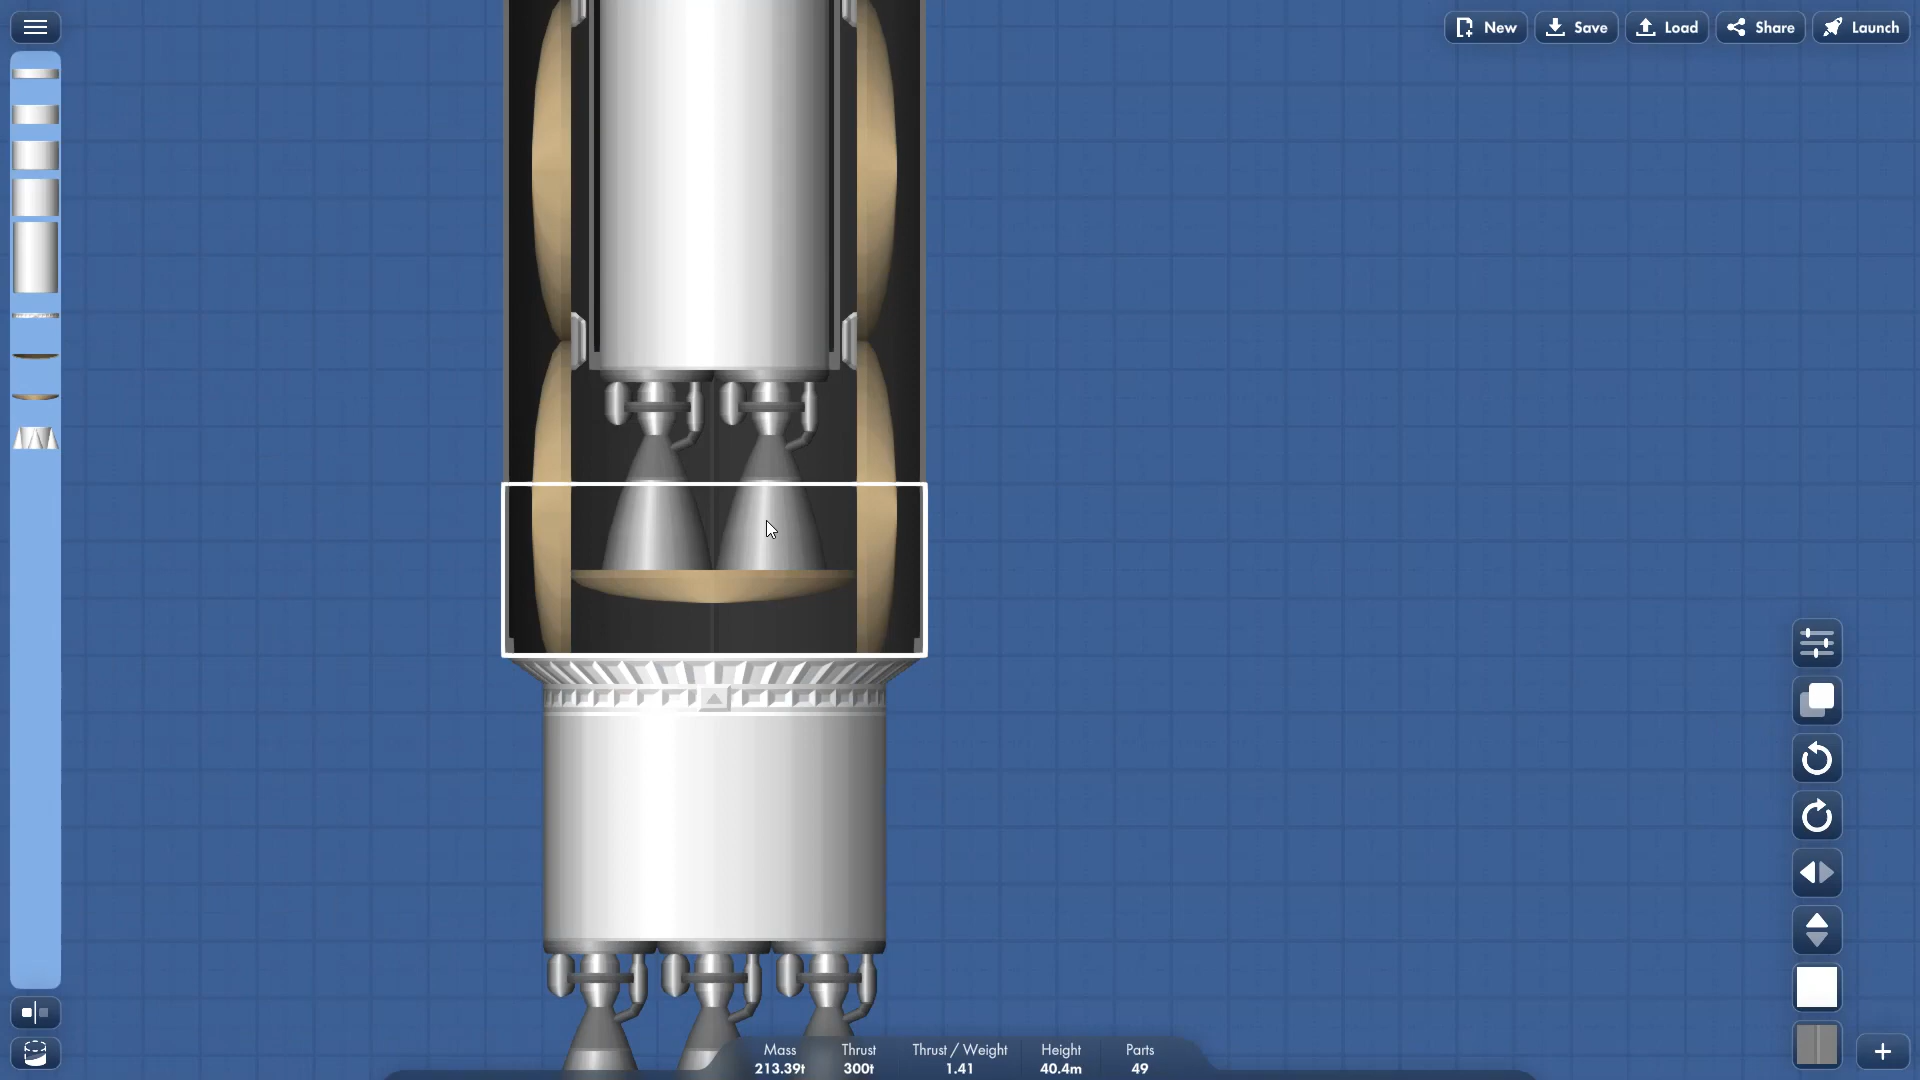 New
Save
Load
Share
Launch
Mass
213.39t
Thrust
300t
Thrust / Weight
1.41
Height
40.4m
Parts
49